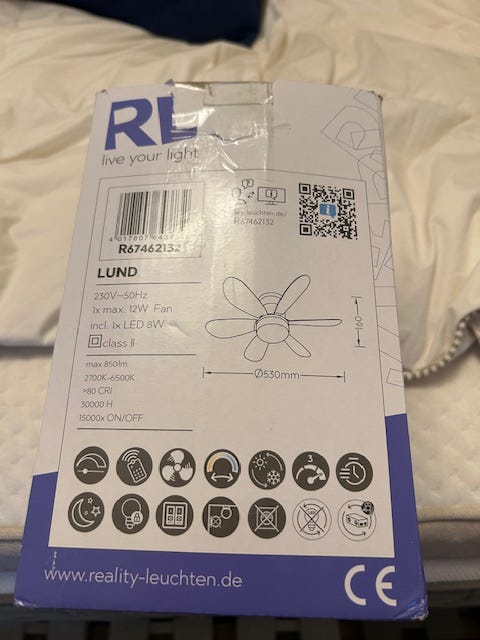 RL
live your light
R67462132
reality-leuchten.de/
R67462132
LUND
230V~50Hz
1x max. 12W Fan
incl. 1x LED 8W
class II
max 850lm
2700K-6500K
>80 CRI
30000 H
15000x ON/OFF
160
Ø530mm
3
LED
www.reality-leuchten.de
CE